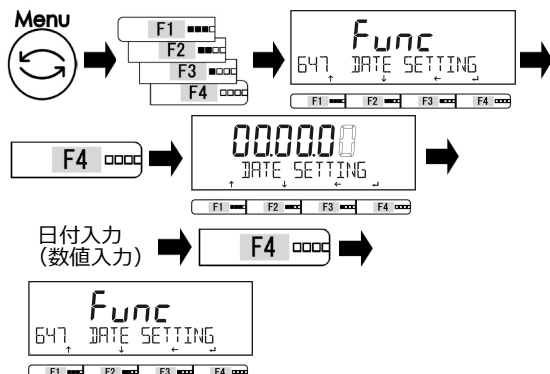 Menu
F1
F2
F3
F4
Func
647 DATE SETTING
↑ ↓ ← ↵
F1 F2 F3 F4
F4
00.00.00
DATE SETTING
↑ ↓ ← ↵
F1 F2 F3 F4
日付入力
(数値入力)
F4
Func
647 DATE SETTING
↑ ↓ ← ↵
F1 F2 F3 F4